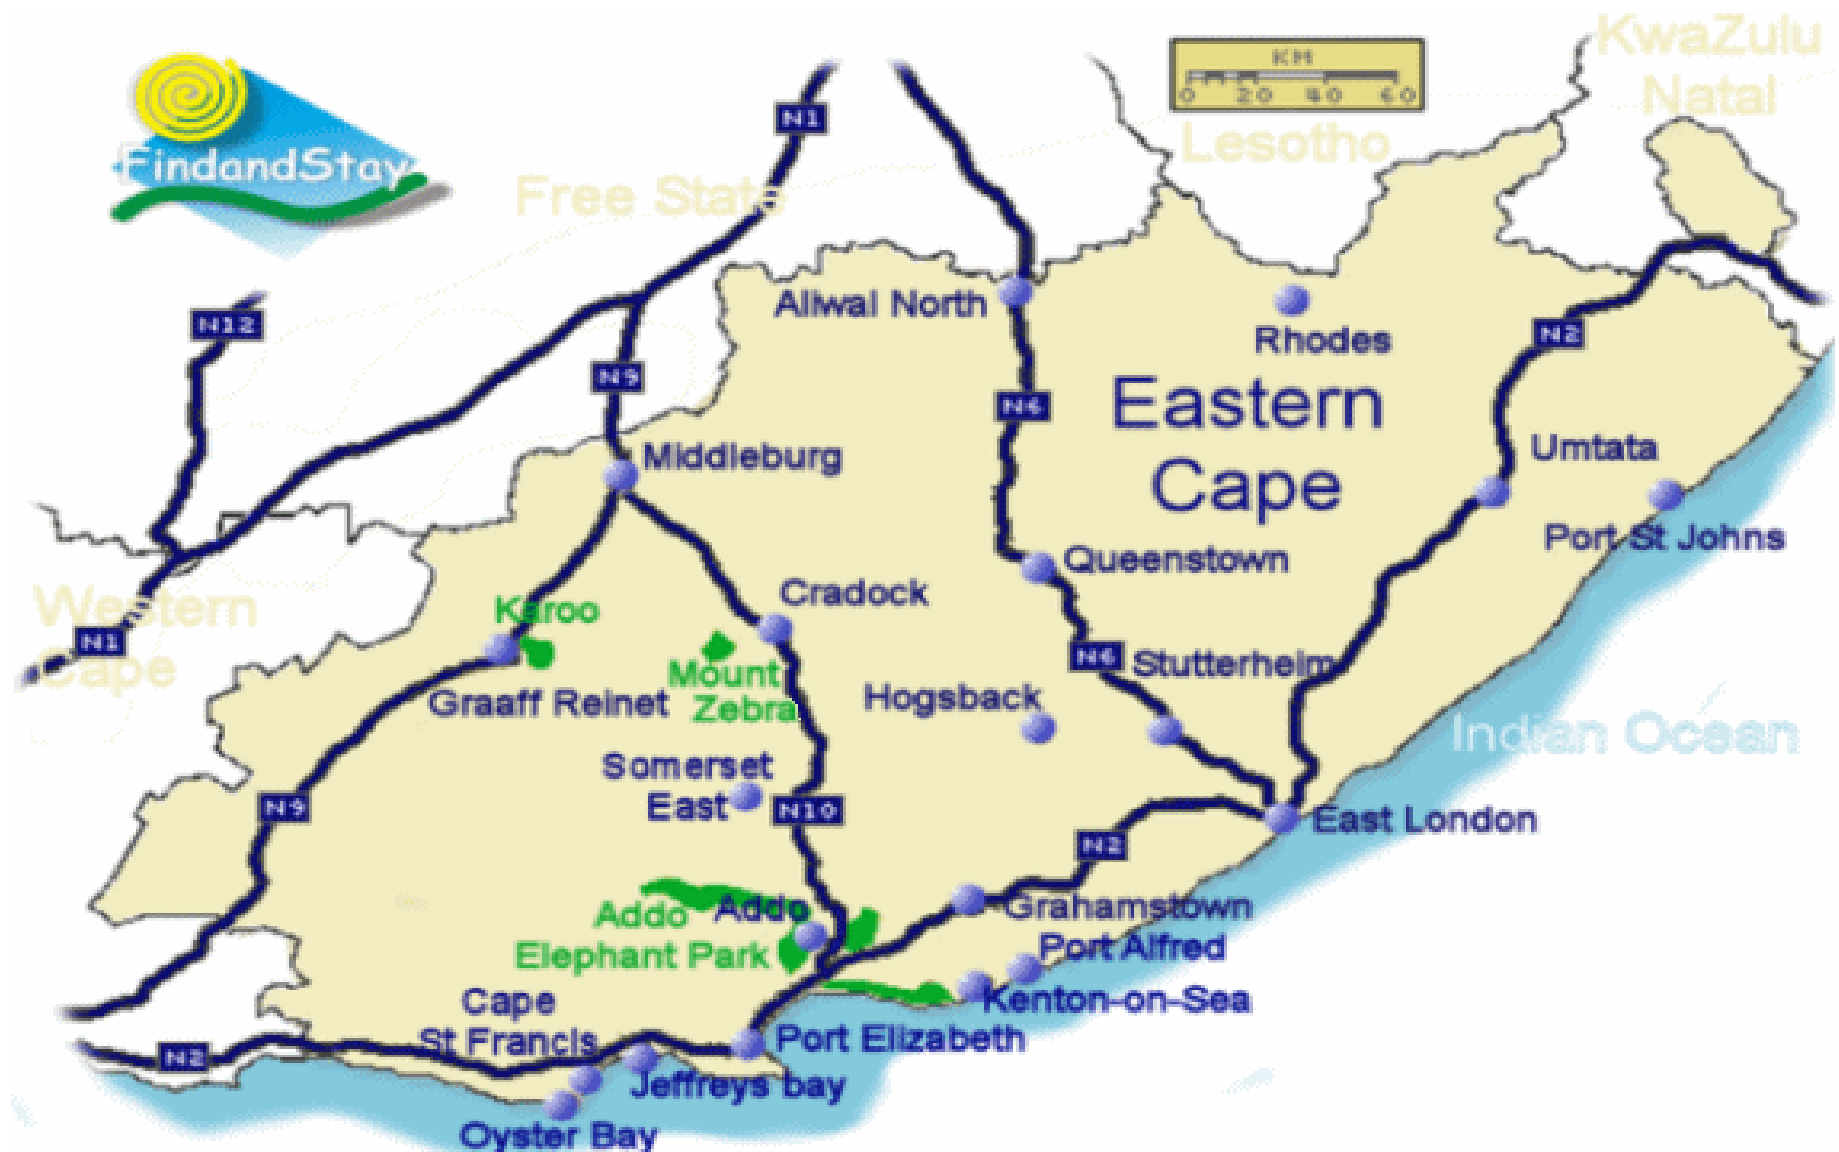 KwaZulu
Natal
KM
0 20 40 60
N1
Lesotho
FindandStay
Free State
Aliwal North
N12
Rhodes
N2
N9
N6
Eastern
Cape
Umtata
Middleburg
Port St Johns
Queenstown
Cradock
Karoo
Western
Cape
N1
N6
Stutterheim
Mount
Zebra
Graaff Reinet
Hogsback
Indian Ocean
Somerset
East
N9
N10
East London
N2
Addo
Elephant Park
Addo
Grahamstown
Port Alfred
Kenton-on-Sea
Cape
St Francis
Port Elizabeth
N2
Jeffreys bay
Oyster Bay